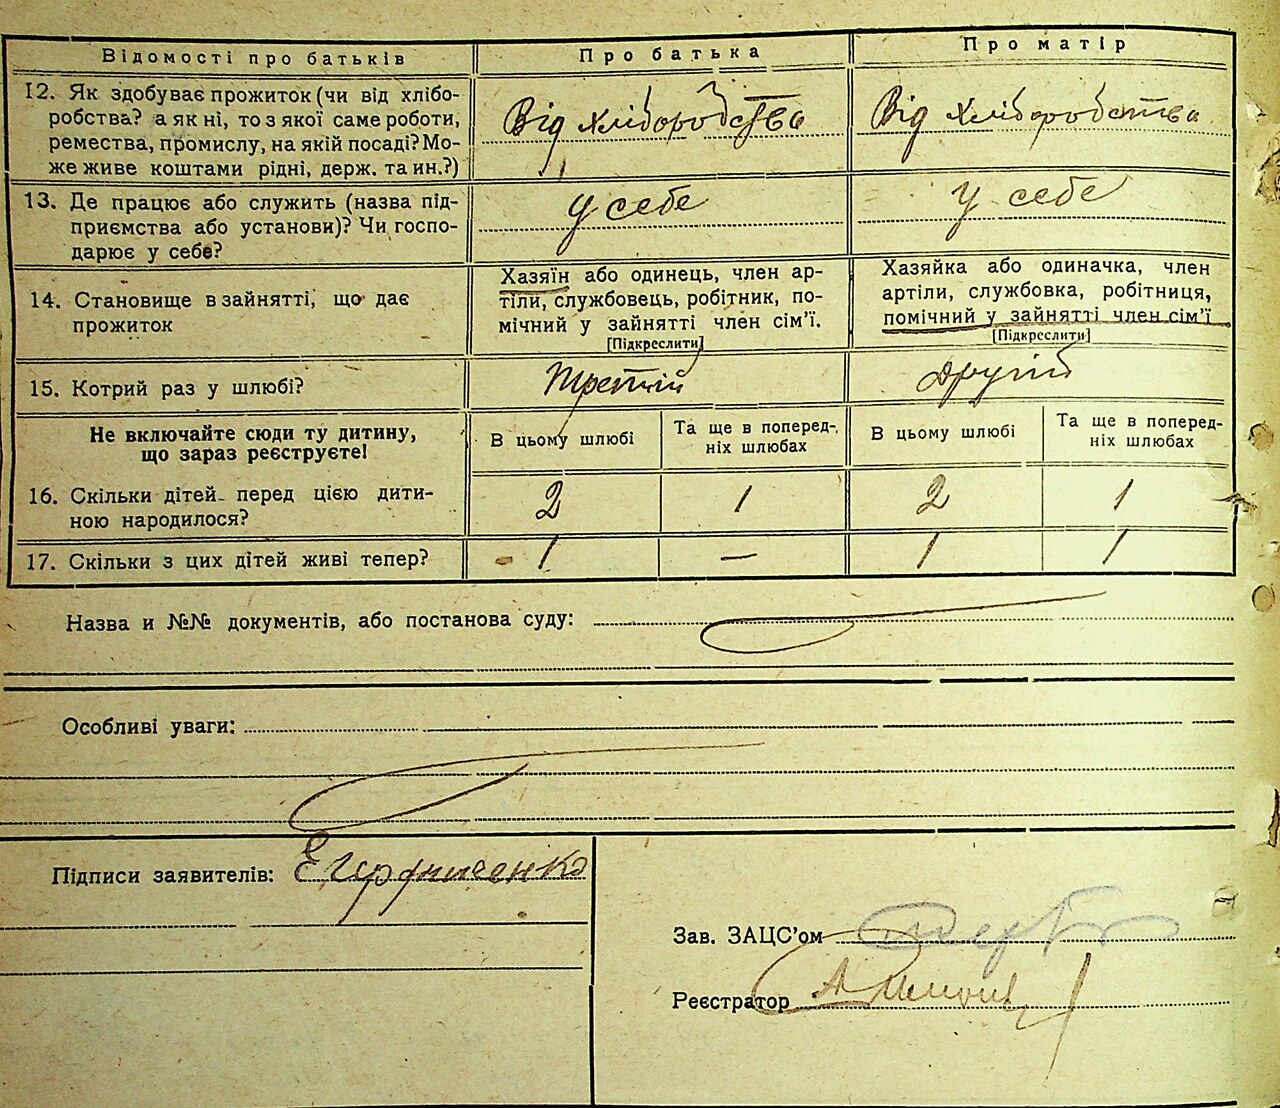 Відомості про батьків
Про батька
Про матір
12. Як здобуває прожиток (чи від хлібо-
робства? а як ні, то з якої саме роботи,
ремества, промислу, на якій посаді? Мо-
же живе коштами рідні, держ. та ин.?)
Від хліборобства
Від хліборобства
13. Де працює або служить (назва під-
приємства або установи)? Чи госпо-
дарює у себе?
у себе
у себе
14. Становище в зайнятті, що дає
прожиток
Хазяїн або одинець, член ар-
тіли, службовець, робітник, по-
мічний у зайнятті член сім'ї.
[Підкреслити]
Хазяйка або одиначка, член
артіли, службовка, робітниця,
помічний у зайнятті член сім'ї
[Підкреслити]
15. Котрий раз у шлюбі?
Третій
Другій
Не включайте сюди ту дитину,
що зараз реєструєте!
В цьому шлюбі
Та ще в поперед-
ніх шлюбах
В цьому шлюбі
Та ще в поперед-
ніх шлюбах
16. Скільки дітей перед цією дити-
ною народилося?
2
1
2
1
17. Скільки з цих дітей живі тепер?
1
—
1
1
Назва и №№ документів, або постанова суду:
Особливі уваги:
Підписи заявителів:
Зав. ЗАЦС'ом
Реєстратор